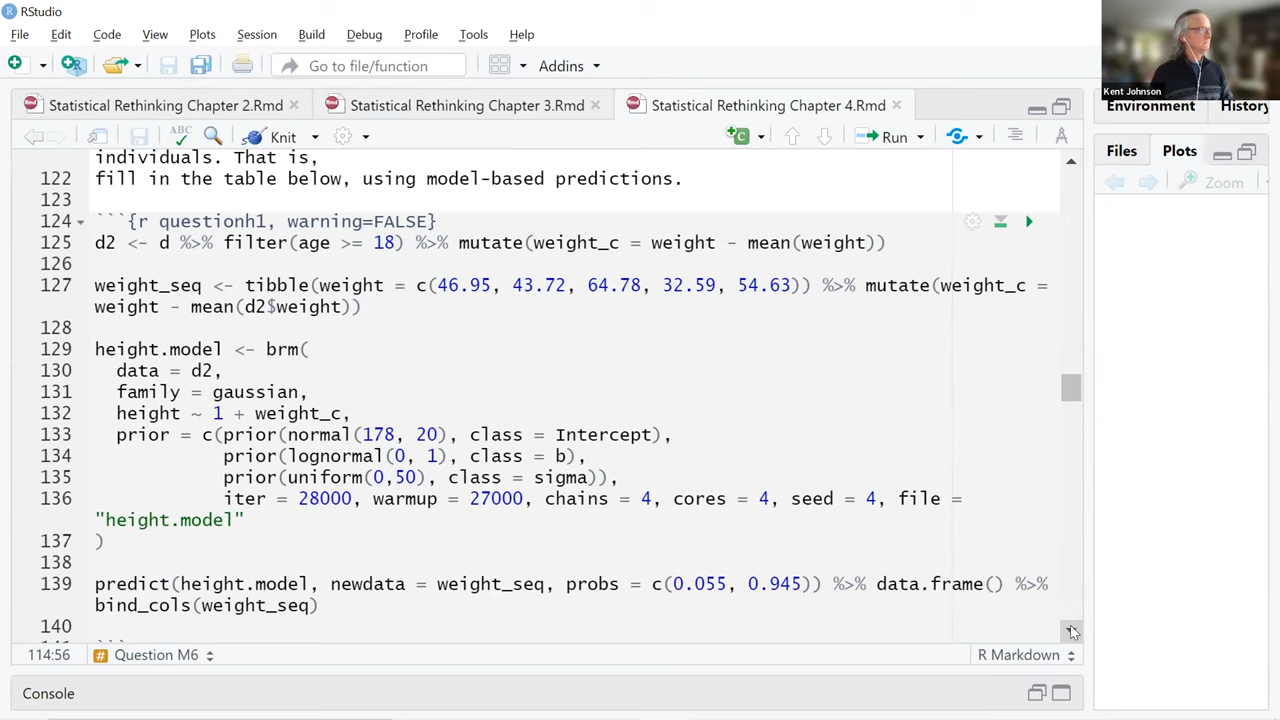 RStudio
File Edit Code View Plots Session Build Debug Profile Tools Help
Go to file/function Addins
Kent Johnson
Statistical Rethinking Chapter 2.Rmd Statistical Rethinking Chapter 3.Rmd Statistical Rethinking Chapter 4.Rmd
Environment History
ABC Knit Run
Files Plots
Zoom
individuals. That is,
122 fill in the table below, using model-based predictions.
123
124 ```{r questionh1, warning=FALSE}
125 d2 <- d %>% filter(age >= 18) %>% mutate(weight_c = weight - mean(weight))
126
127 weight_seq <- tibble(weight = c(46.95, 43.72, 64.78, 32.59, 54.63)) %>% mutate(weight_c =
weight - mean(d2$weight))
128
129 height.model <- brm(
130 data = d2,
131 family = gaussian,
132 height ~ 1 + weight_c,
133 prior = c(prior(normal(178, 20), class = Intercept),
134 prior(lognormal(0, 1), class = b),
135 prior(uniform(0,50), class = sigma)),
136 iter = 28000, warmup = 27000, chains = 4, cores = 4, seed = 4, file =
"height.model"
137 )
138
139 predict(height.model, newdata = weight_seq, probs = c(0.055, 0.945)) %>% data.frame() %>%
bind_cols(weight_seq)
140
141 ```
114:56 # Question M6 R Markdown
Console